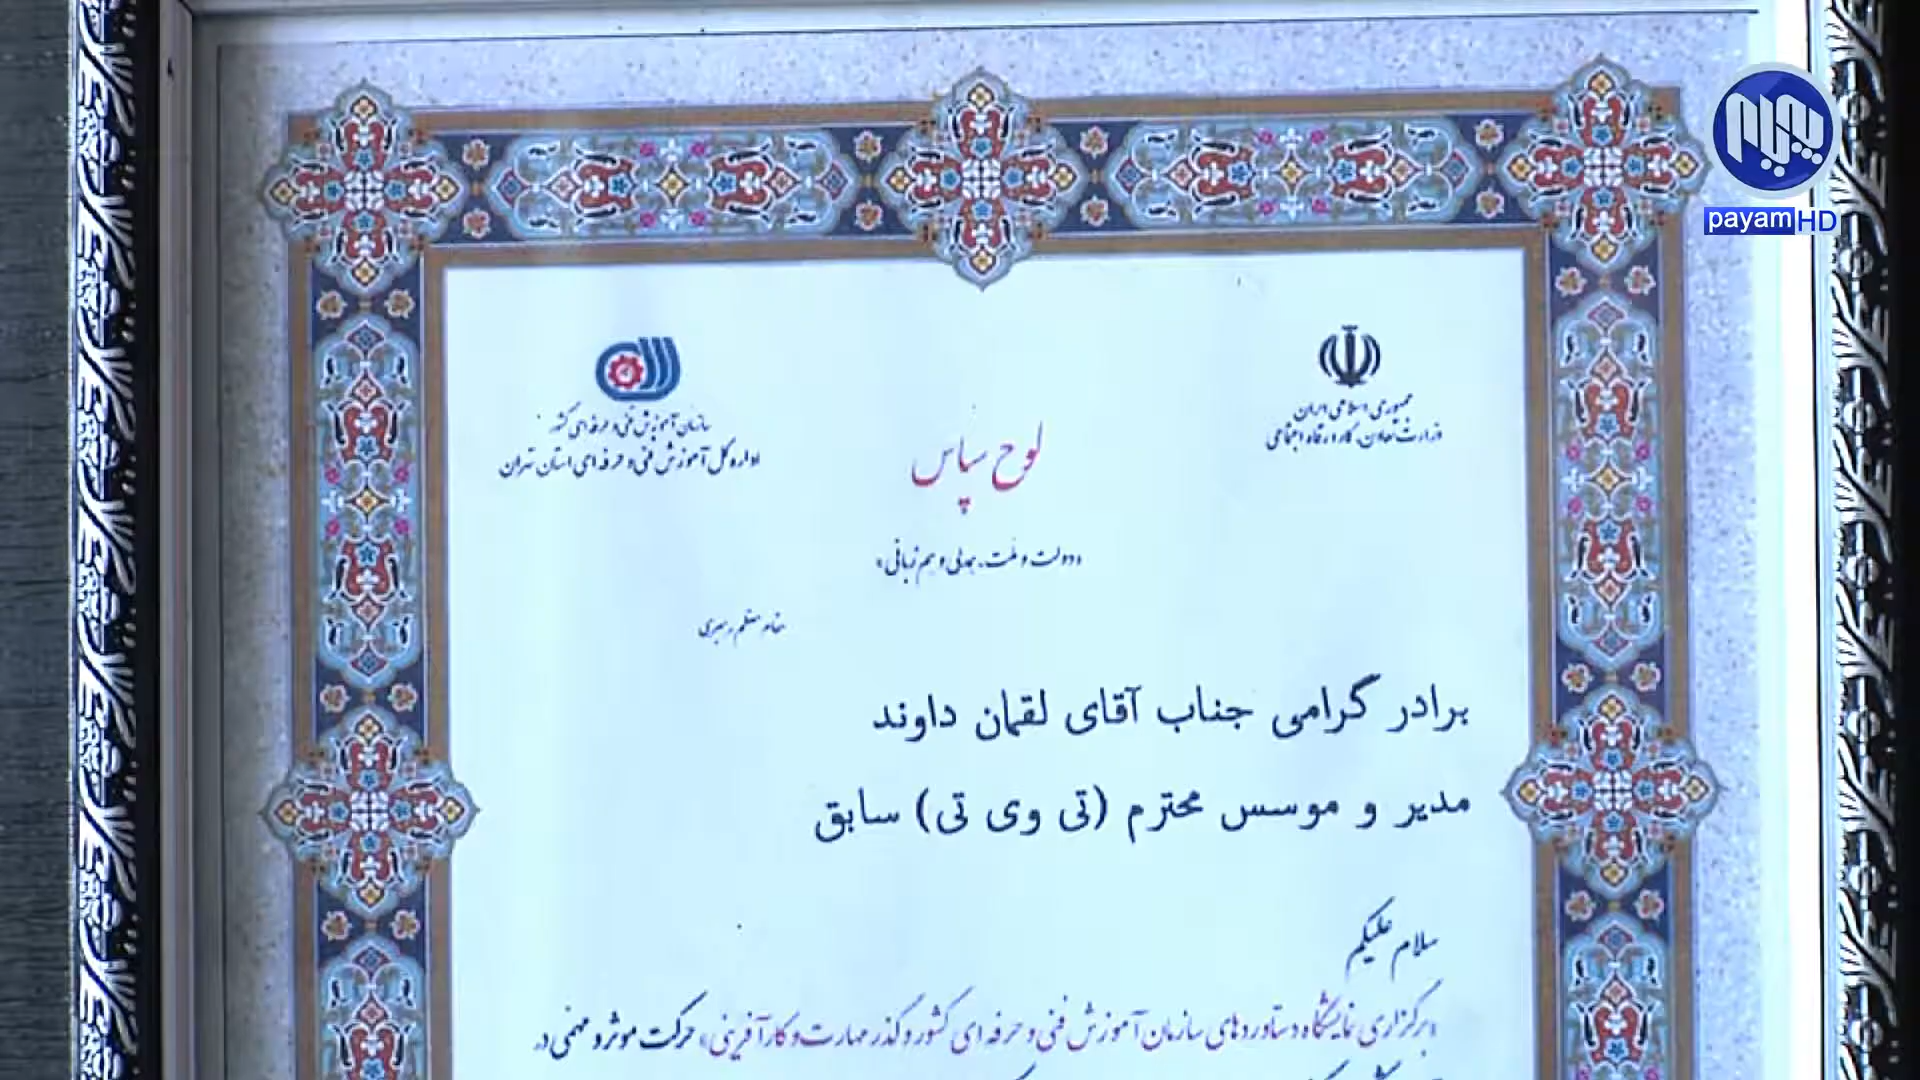 پیام
payam HD
جمهوری اسلامی ایران
وزارت تعاون، کار و رفاه اجتماعی
سازمان آموزش فنی و حرفه ای کشور
اداره کل آموزش فنی و حرفه ای استان تهران
لوح سپاس
«دولت و ملت، همدلی و هم زبانی»
مقام معظم رهبری
برادر گرامی جناب آقای لقمان داوند
مدیر و موسس محترم (تی وی تی) سابق
سلام علیکم
«برگزاری نمایشگاه دستاوردهای سازمان آموزش فنی و حرفه ای کشور و گذر مهارت و کارآفرینی» حرکت موثر و مهمی در